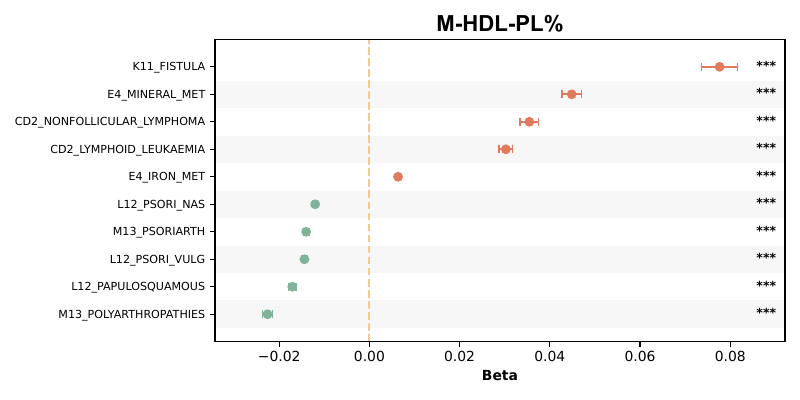 M-HDL-PL%
K11_FISTULA ***
E4_MINERAL_MET ***
CD2_NONFOLLICULAR_LYMPHOMA ***
CD2_LYMPHOID_LEUKAEMIA ***
E4_IRON_MET ***
L12_PSORI_NAS ***
M13_PSORIARTH ***
L12_PSORI_VULG ***
L12_PAPULOSQUAMOUS ***
M13_POLYARTHROPATHIES ***
−0.02 0.00 0.02 0.04 0.06 0.08
Beta